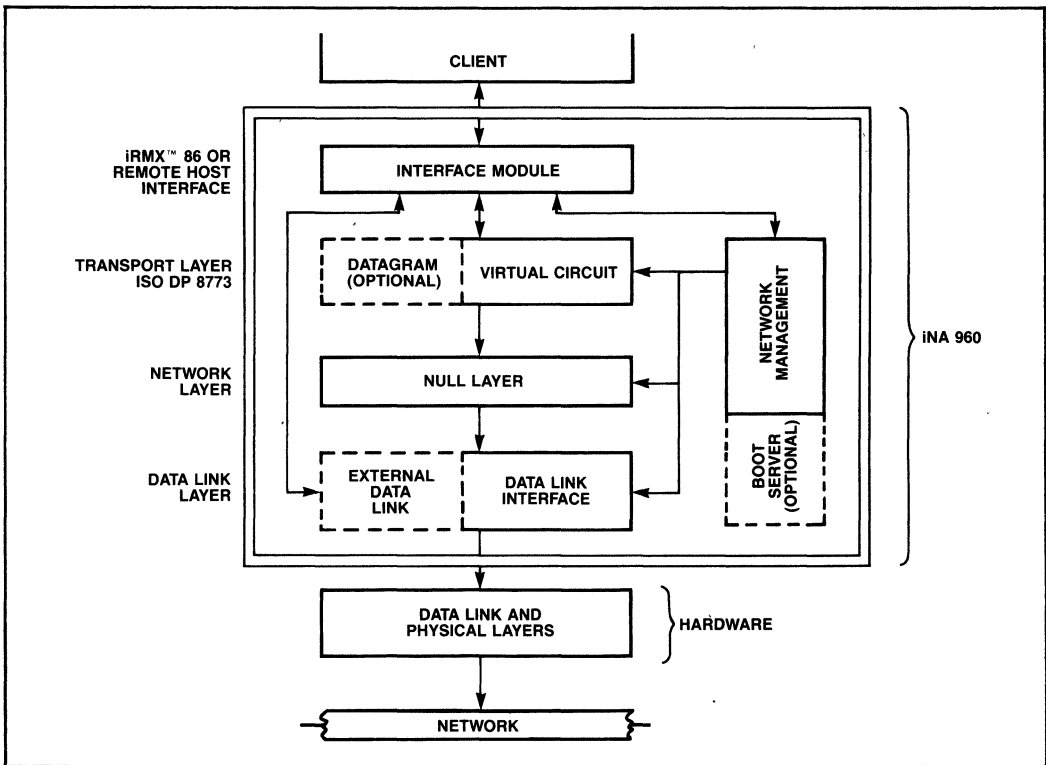 CLIENT
iRMX™ 86 OR
REMOTE HOST
INTERFACE
INTERFACE MODULE
TRANSPORT LAYER
ISO DP 8773
DATAGRAM
(OPTIONAL)
VIRTUAL CIRCUIT
NETWORK
MANAGEMENT
iNA 960
NETWORK
LAYER
NULL LAYER
BOOT
SERVER
(OPTIONAL)
DATA LINK
LAYER
EXTERNAL
DATA
LINK
DATA LINK
INTERFACE
DATA LINK AND
PHYSICAL LAYERS
HARDWARE
NETWORK